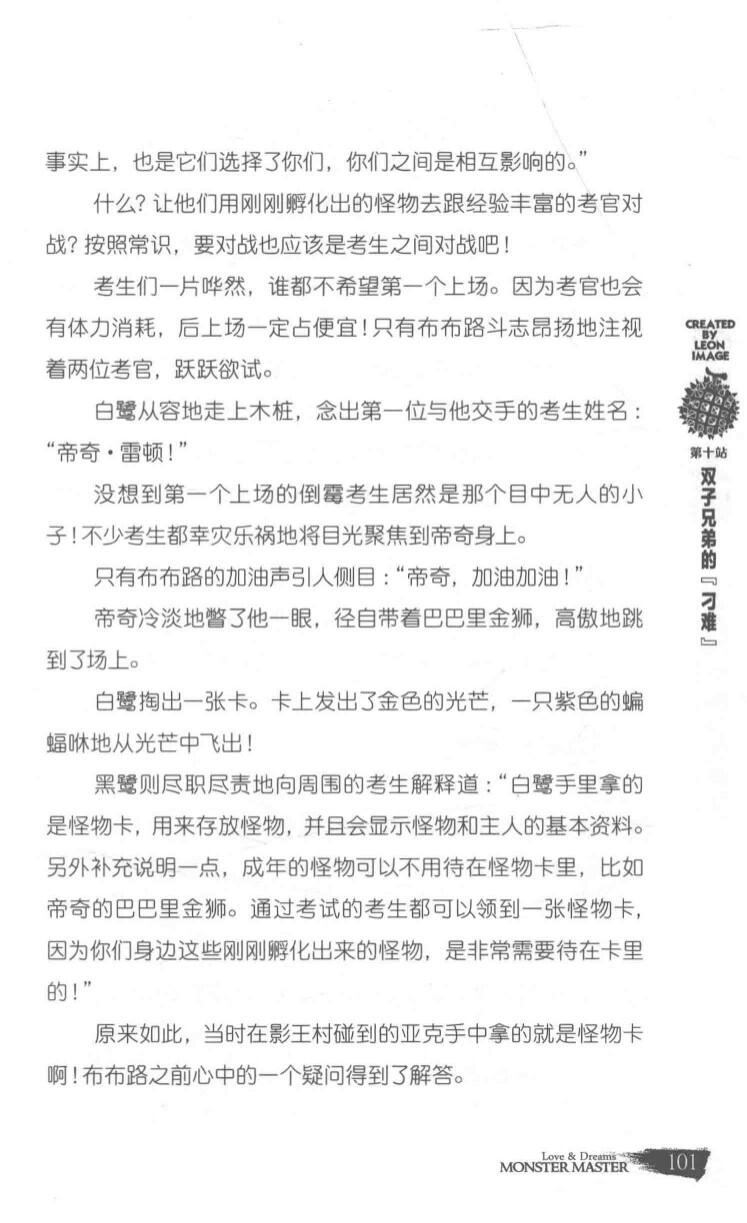 事实上，也是它们选择了你们，你们之间是相互影响的。”
什么？让他们用刚刚孵化出的怪物去跟经验丰富的考官对
战？按照常识，要对战也应该是考生之间对战吧！
考生们一片哗然，谁都不希望第一个上场。因为考官也会
有体力消耗，后上场一定占便宜！只有布布路斗志昂扬地注视
着两位考官，跃跃欲试。
白鹭从容地走上木桩，念出第一位与他交手的考生姓名：
“帝奇·雷顿！”
没想到第一个上场的倒霉考生居然是那个目中无人的小
子！不少考生都幸灾乐祸地将目光聚焦到帝奇身上。
只有布布路的加油声引人侧目：“帝奇，加油加油！”
帝奇冷淡地瞥了他一眼，径自带着巴巴里金狮，高傲地跳
到了场上。
白鹭掏出一张卡。卡上发出了金色的光芒，一只紫色的蝙
蝠咻地从光芒中飞出！
黑鹭则尽职尽责地向周围的考生解释道：“白鹭手里拿的
是怪物卡，用来存放怪物，并且会显示怪物和主人的基本资料。
另外补充说明一点，成年的怪物可以不用待在怪物卡里，比如
帝奇的巴巴里金狮。通过考试的考生都可以领到一张怪物卡，
因为你们身边这些刚刚孵化出来的怪物，是非常需要待在卡里
的！”
原来如此，当时在影王村碰到的亚克手中拿的就是怪物卡
啊！布布路之前心中的一个疑问得到了解答。
CREATED
BY
LEON
IMAGE
第十站
双子兄弟的『刁难』
Love & Dreams
MONSTER MASTER
101